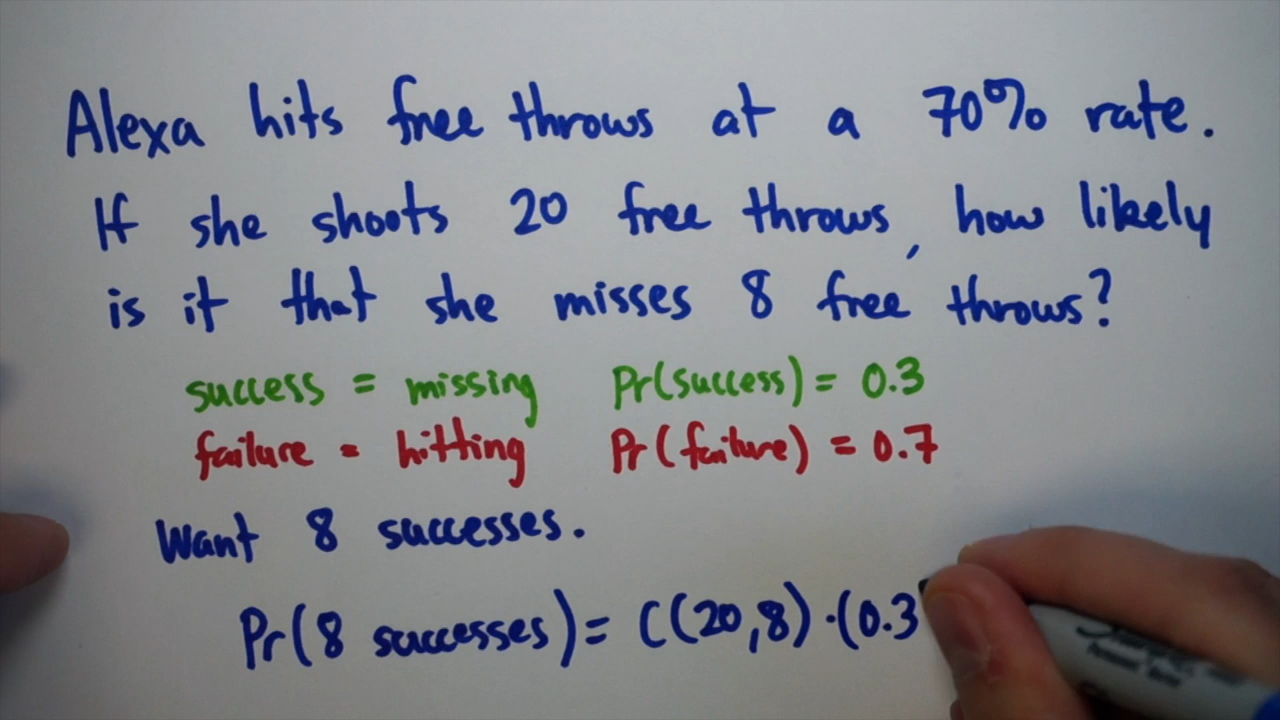 Alexa hits free throws at a 70% rate.
If she shoots 20 free throws, how likely
is it that she misses 8 free throws?
success = missing Pr(success) = 0.3
failure = hitting Pr(failure) = 0.7
Want 8 successes.
Pr(8 successes) = C(20,8)·(0.3